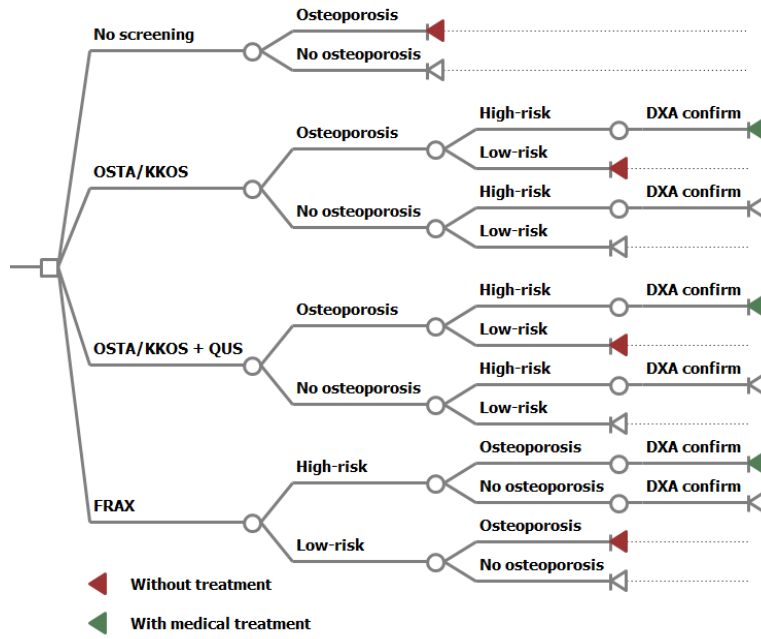 Osteoporosis
No screening
No osteoporosis
High-risk DXA confirm
Osteoporosis
Low-risk
OSTA/KKOS
High-risk DXA confirm
No osteoporosis
Low-risk
High-risk DXA confirm
Osteoporosis
Low-risk
OSTA/KKOS + QUS
High-risk DXA confirm
No osteoporosis
Low-risk
Osteoporosis DXA confirm
High-risk
No osteoporosis DXA confirm
FRAX
Osteoporosis
Low-risk
No osteoporosis
Without treatment
With medical treatment